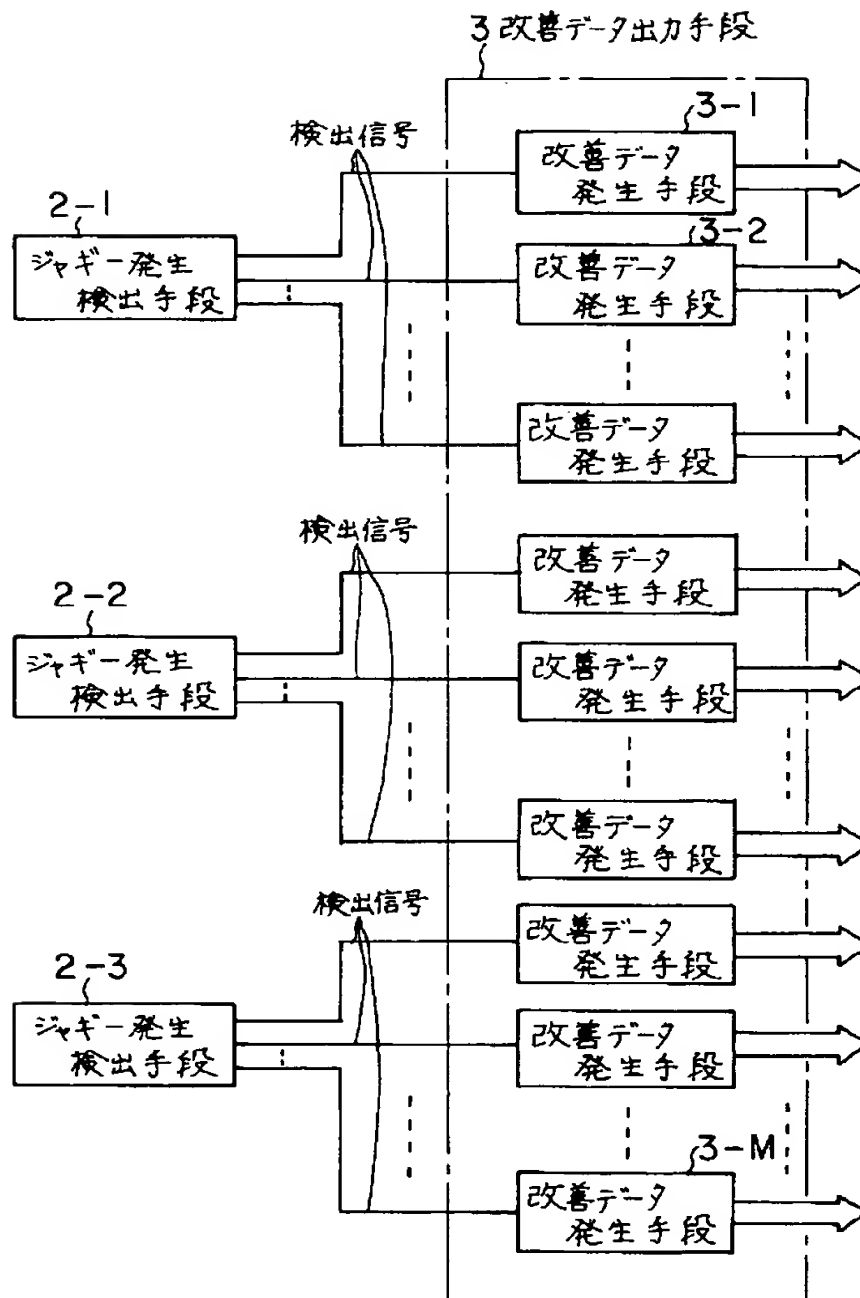 3 改善データ出力手段
検出信号
3-1
改善データ
発生手段
2-1
ジャギー発生
検出手段
3-2
改善データ
発生手段
改善データ
発生手段
検出信号
改善データ
発生手段
2-2
ジャギー発生
検出手段
改善データ
発生手段
改善データ
発生手段
検出信号
改善データ
発生手段
2-3
ジャギー発生
検出手段
改善データ
発生手段
3-M
改善データ
発生手段